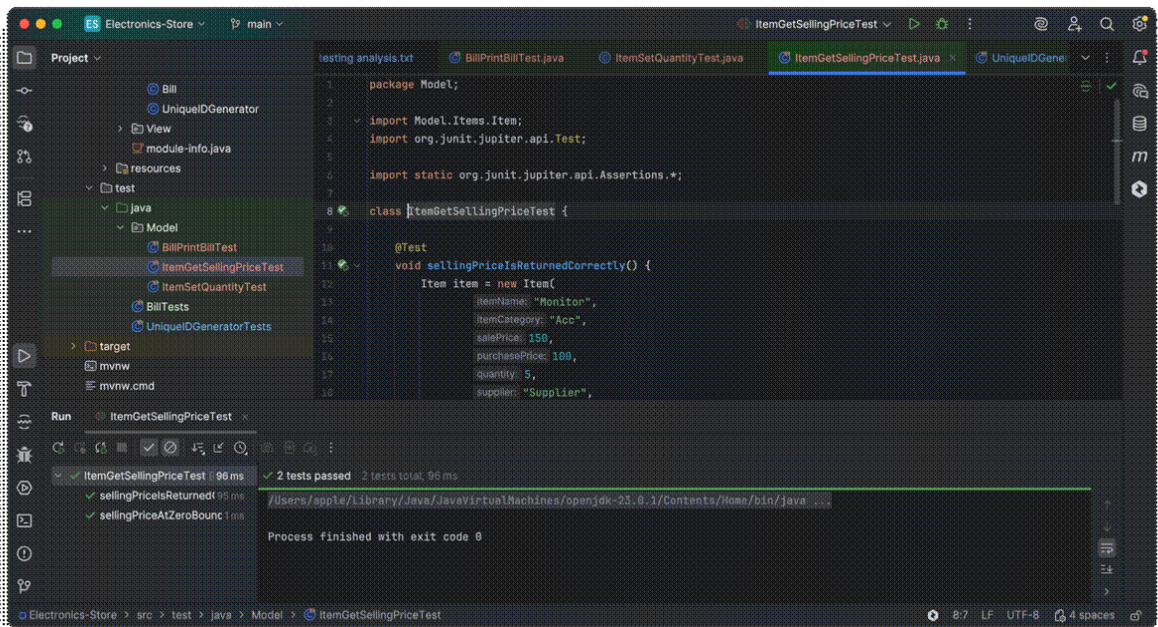 ES Electronics-Store main ItemGetSellingPriceTest
Project
testing analysis.txt BillPrintBillTest.java ItemSetQuantityTest.java ItemGetSellingPriceTest.java UniqueIDGener
Bill
UniqueIDGenerator
View
module-info.java
resources
test
java
Model
BillPrintBillTest
ItemGetSellingPriceTest
ItemSetQuantityTest
BillTests
UniqueIDGeneratorTests
target
mvnw
mvnw.cmd
1 package Model;
2
3 import Model.Items.Item;
4 import org.junit.jupiter.api.Test;
5
6 import static org.junit.jupiter.api.Assertions.*;
7
8 class ItemGetSellingPriceTest {
9
10 @Test
11 void sellingPriceIsReturnedCorrectly() {
12 Item item = new Item(
13 itemName: "Monitor",
14 itemCategory: "Acc",
15 salePrice: 150,
16 purchasePrice: 100,
17 quantity: 5,
18 supplier: "Supplier",
m
Run ItemGetSellingPriceTest
ItemGetSellingPriceTest 96 ms
sellingPriceIsReturned( 95 ms
sellingPriceAtZeroBounc 1 ms
2 tests passed 2 tests total, 96 ms
/Users/apple/Library/Java/JavaVirtualMachines/openjdk-23.0.1/Contents/Home/bin/java ...
Process finished with exit code 0
Electronics-Store > src > test > java > Model > ItemGetSellingPriceTest 8:7 LF UTF-8 4 spaces